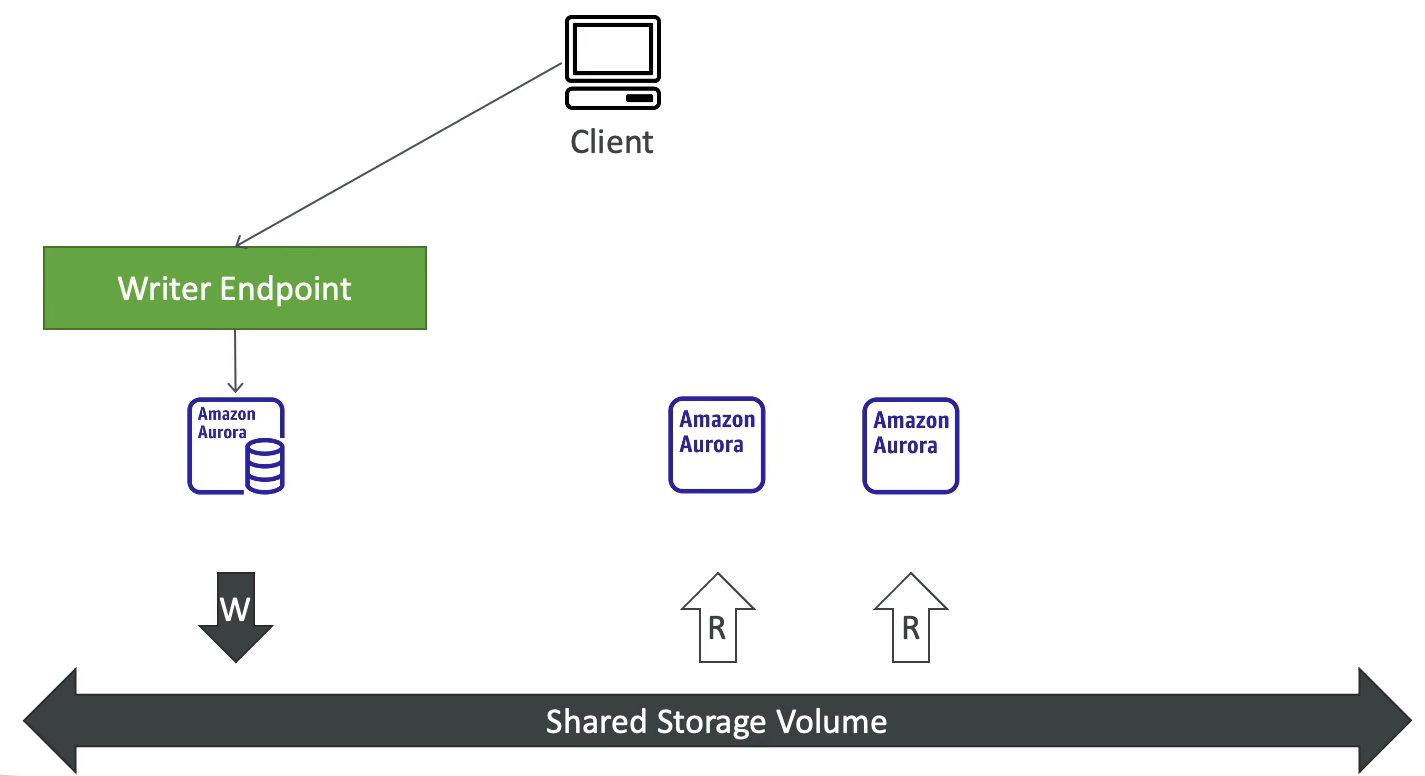 Client
Writer Endpoint
Amazon
Aurora
Amazon
Aurora
Amazon
Aurora
W
R
R
Shared Storage Volume